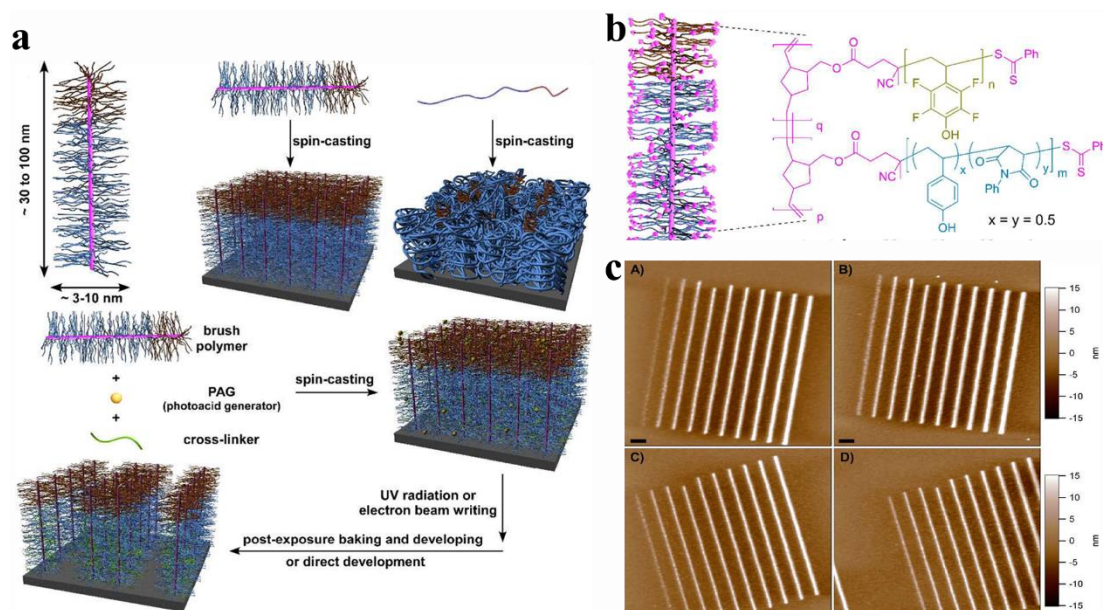 a
~ 30 to 100 nm
~ 3-10 nm
spin-casting
spin-casting
brush
polymer
+
PAG
(photoacid generator)
+
cross-linker
spin-casting
UV radiation or
electron beam writing
post-exposure baking and developing
or direct development
b
O
O
NC
n
S
Ph
S
F
F
F
F
OH
q
O
O
NC
x
y
m
S
Ph
S
O
N
O
Ph
OH
p
x = y = 0.5
c
A)
B)
15
10
5
0
-5
-10
-15
nm
C)
D)
15
10
5
0
-5
-10
-15
nm